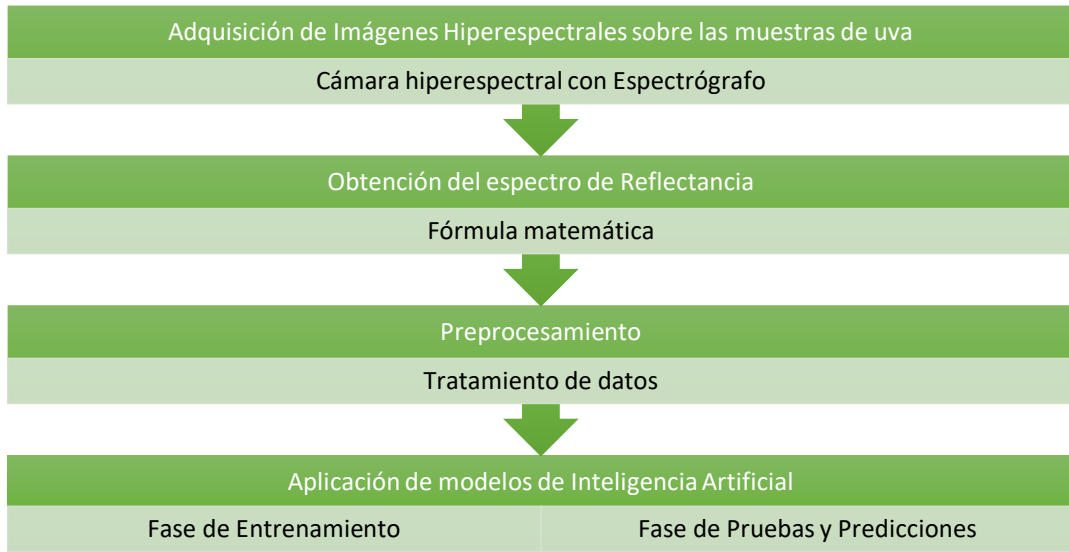 Adquisición de Imágenes Hiperespectrales sobre las muestras de uva
Cámara hiperespectral con Espectrógrafo
Obtención del espectro de Reflectancia
Fórmula matemática
Preprocesamiento
Tratamiento de datos
Aplicación de modelos de Inteligencia Artificial
Fase de Entrenamiento
Fase de Pruebas y Predicciones